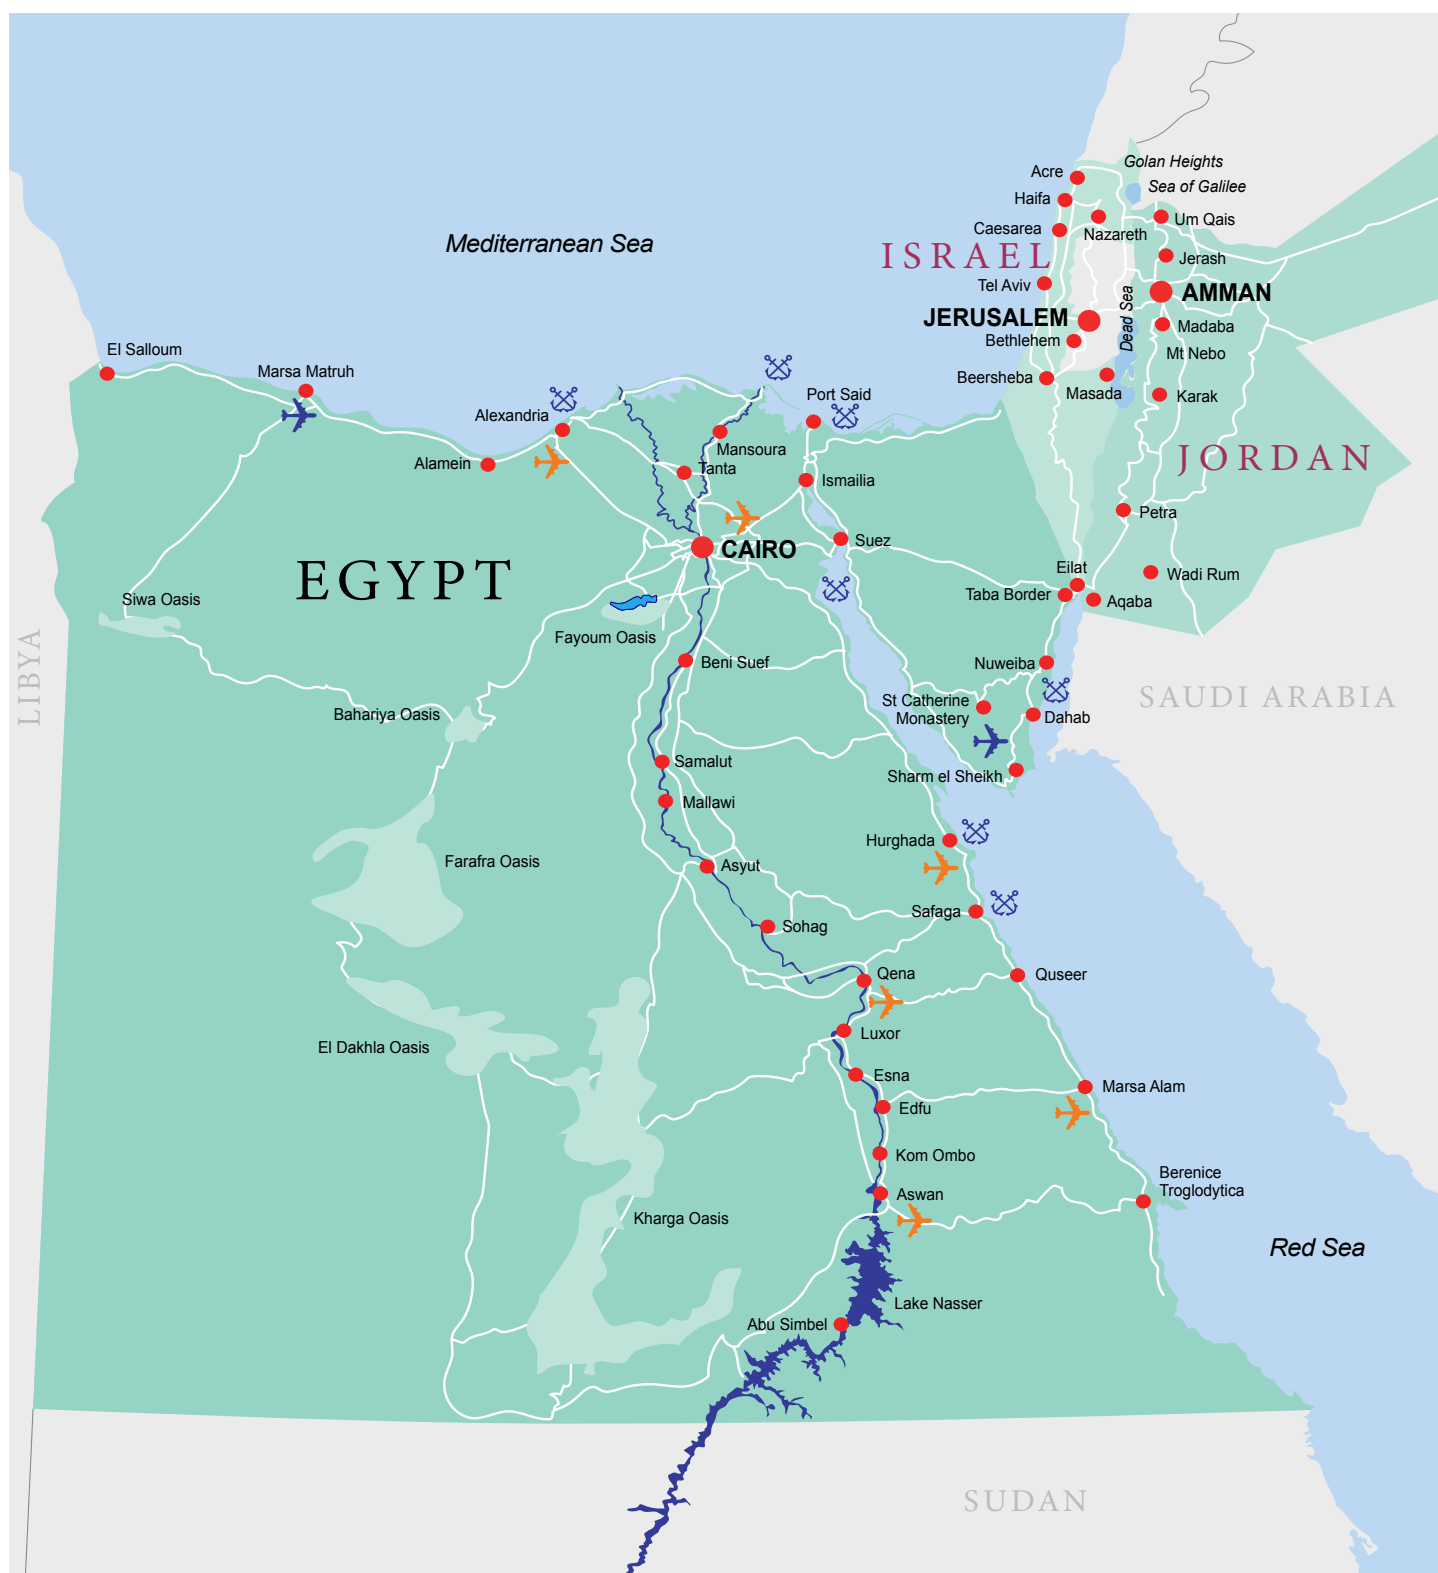 Golan Heights
Acre
Sea of Galilee
Haifa
Um Qais
Caesarea
Nazareth
Mediterranean Sea
ISRAEL
Jerash
Tel Aviv
AMMAN
Dead Sea
JERUSALEM
Madaba
Bethlehem
El Salloum
Mt Nebo
Marsa Matruh
Beersheba
Masada
Port Said
Karak
Alexandria
Mansoura
JORDAN
Alamein
Tanta
Ismailia
Petra
CAIRO
Suez
EGYPT
Eilat
Wadi Rum
Siwa Oasis
Taba Border
Aqaba
Fayoum Oasis
LIBYA
Beni Suef
Nuweiba
SAUDI ARABIA
St Catherine
Monastery
Bahariya Oasis
Dahab
Samalut
Sharm el Sheikh
Mallawi
Hurghada
Farafra Oasis
Asyut
Safaga
Sohag
Qena
Quseer
Luxor
El Dakhla Oasis
Esna
Marsa Alam
Edfu
Kom Ombo
Berenice
Troglodytica
Aswan
Kharga Oasis
Red Sea
Lake Nasser
Abu Simbel
SUDAN